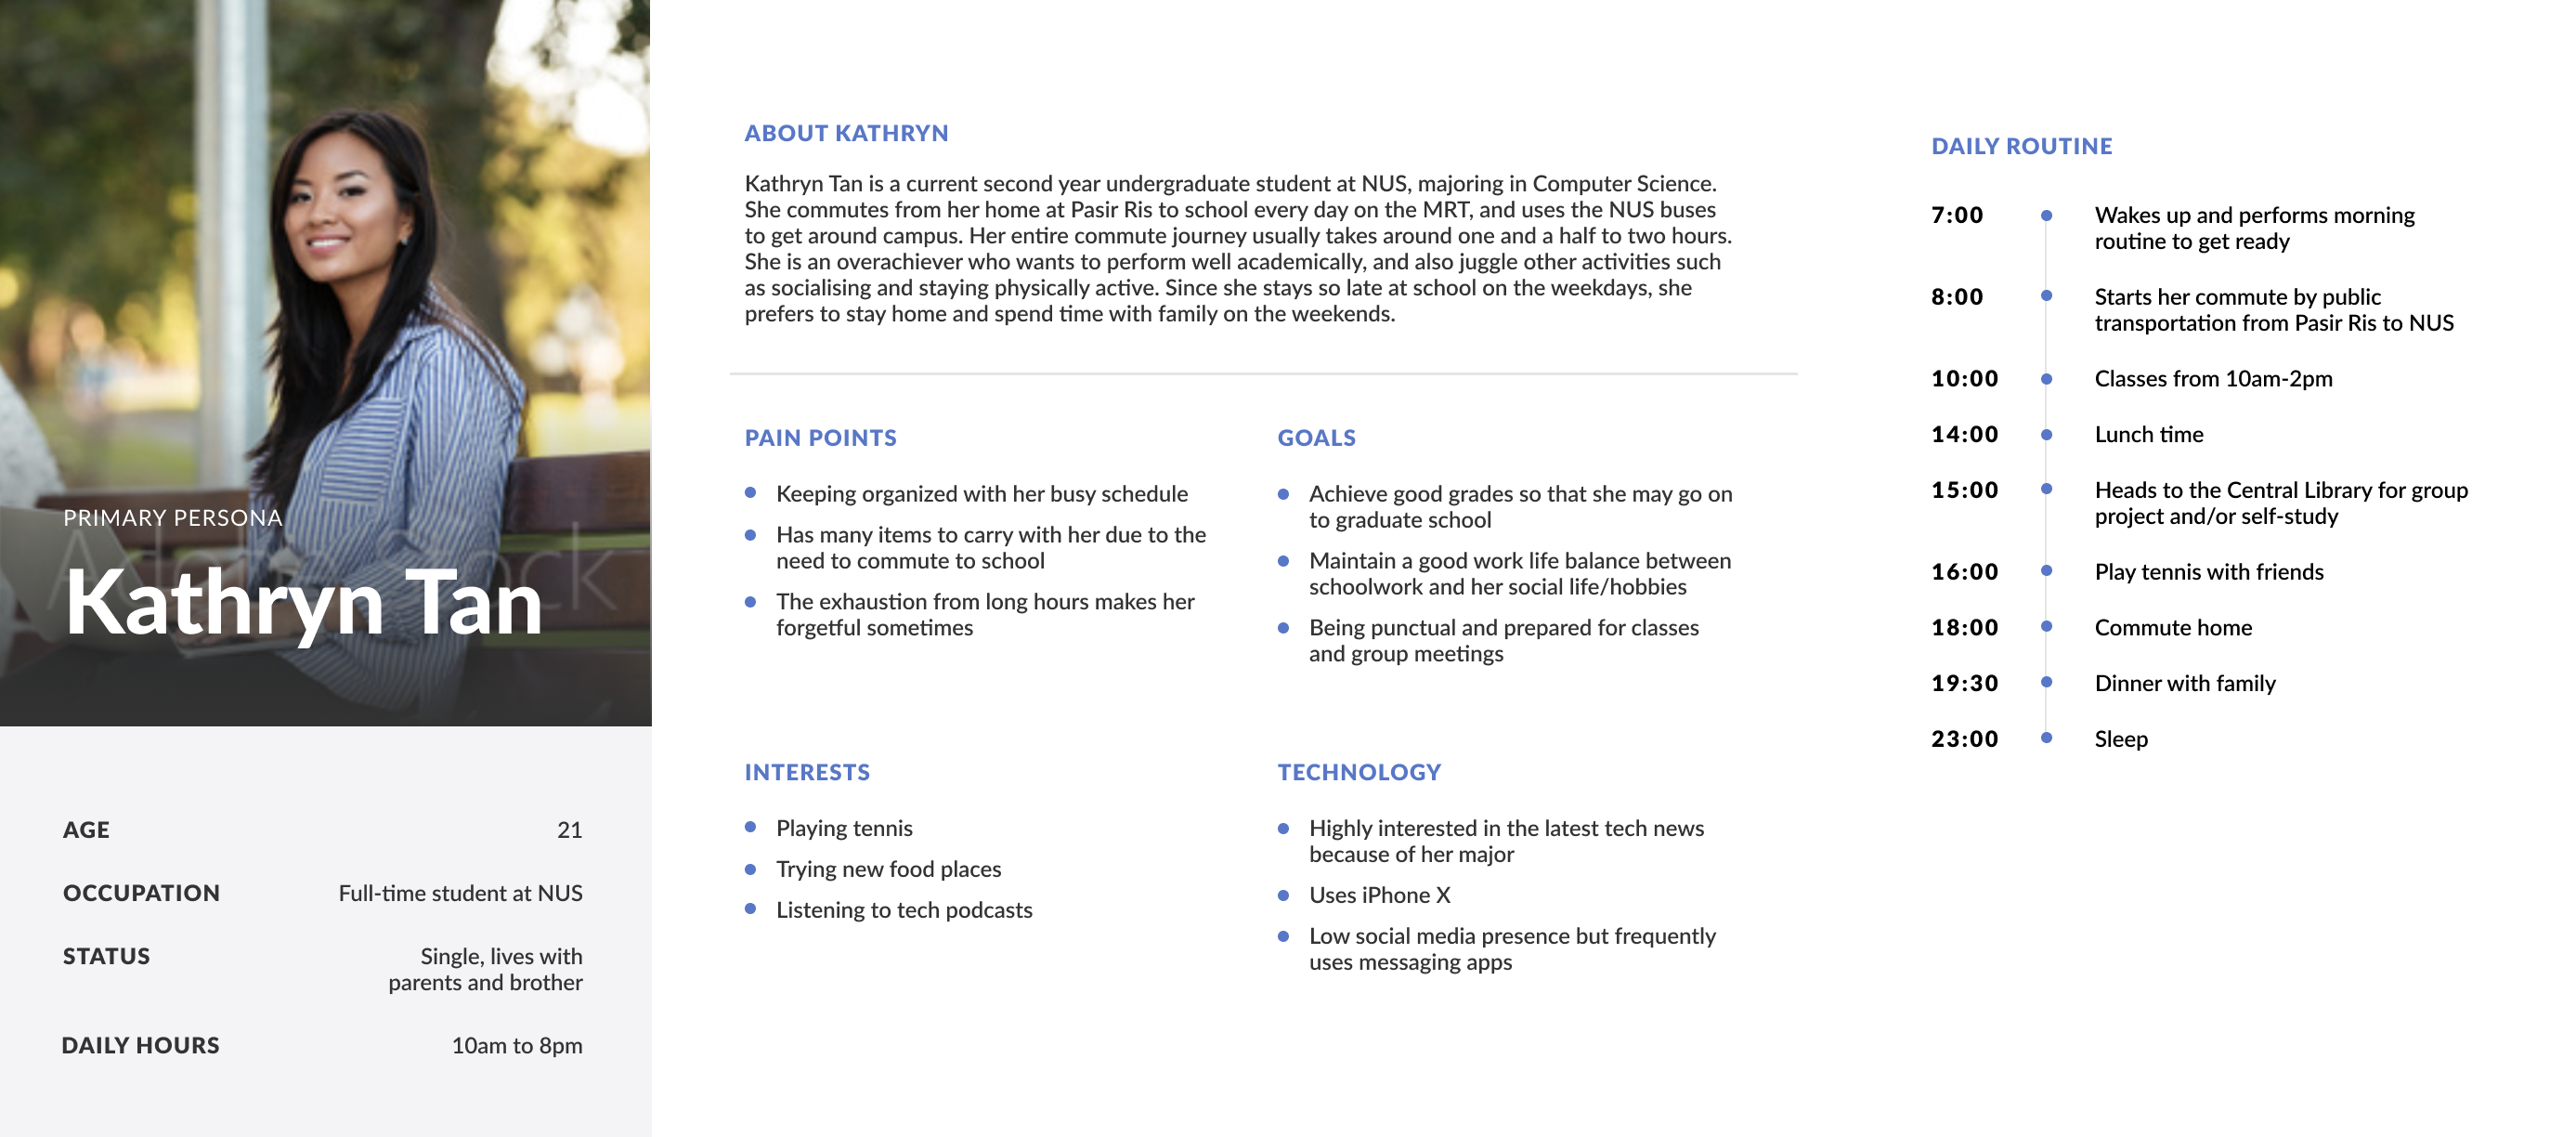 PRIMARY PERSONA
Adobe Stock
Kathryn Tan
AGE 21
OCCUPATION Full-time student at NUS
STATUS Single, lives with
parents and brother
DAILY HOURS 10am to 8pm
ABOUT KATHRYN
Kathryn Tan is a current second year undergraduate student at NUS, majoring in Computer Science.
She commutes from her home at Pasir Ris to school every day on the MRT, and uses the NUS buses
to get around campus. Her entire commute journey usually takes around one and a half to two hours.
She is an overachiever who wants to perform well academically, and also juggle other activities such
as socialising and staying physically active. Since she stays so late at school on the weekdays, she
prefers to stay home and spend time with family on the weekends.
PAIN POINTS
Keeping organized with her busy schedule
Has many items to carry with her due to the
need to commute to school
The exhaustion from long hours makes her
forgetful sometimes
GOALS
Achieve good grades so that she may go on
to graduate school
Maintain a good work life balance between
schoolwork and her social life/hobbies
Being punctual and prepared for classes
and group meetings
INTERESTS
Playing tennis
Trying new food places
Listening to tech podcasts
TECHNOLOGY
Highly interested in the latest tech news
because of her major
Uses iPhone X
Low social media presence but frequently
uses messaging apps
DAILY ROUTINE
7:00 Wakes up and performs morning
routine to get ready
8:00 Starts her commute by public
transportation from Pasir Ris to NUS
10:00 Classes from 10am-2pm
14:00 Lunch time
15:00 Heads to the Central Library for group
project and/or self-study
16:00 Play tennis with friends
18:00 Commute home
19:30 Dinner with family
23:00 Sleep